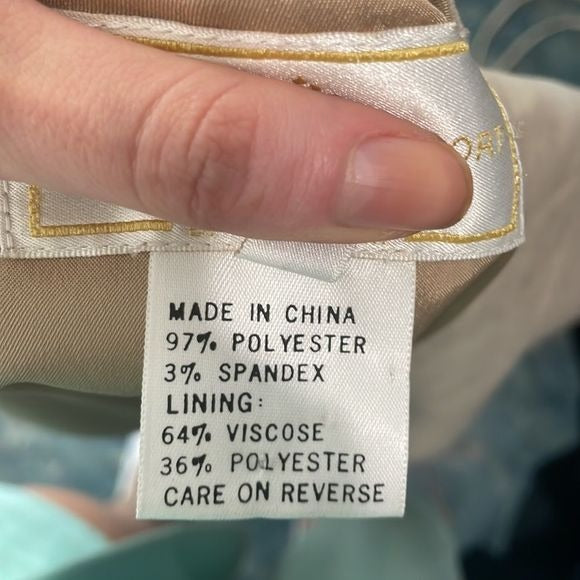 MADE IN CHINA
97% POLYESTER
3% SPANDEX
LINING:
64% VISCOSE
36% POLYESTER
CARE ON REVERSE